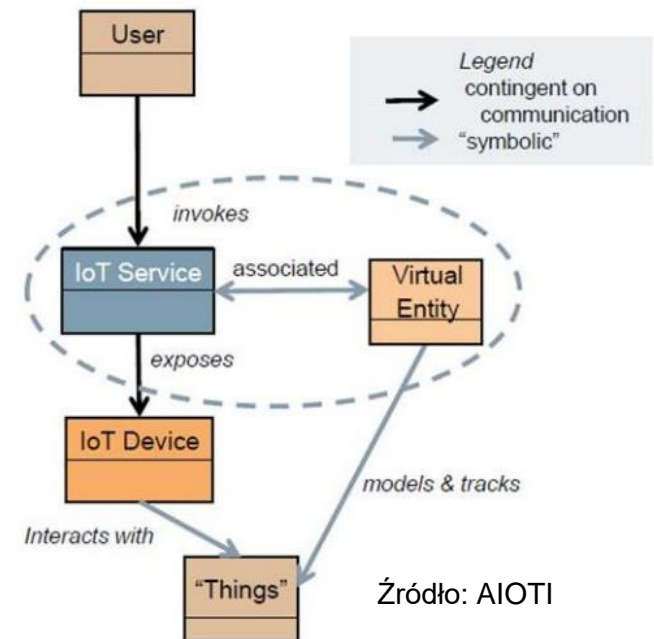 User
Legend
contingent on
communication
"symbolic"
invokes
IoT Service
associated
Virtual
Entity
exposes
IoT Device
models & tracks
Interacts with
"Things"
Źródło: AIOTI